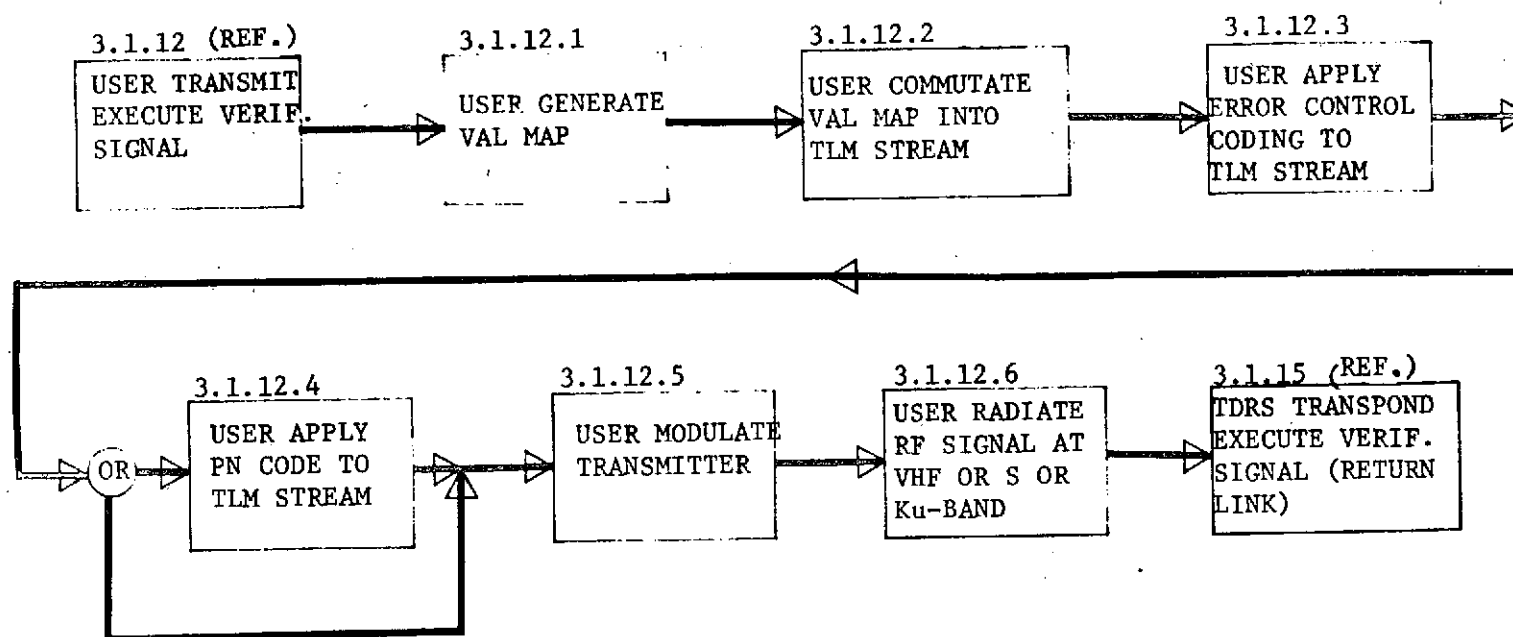 3.1.12 (REF.)
USER TRANSMIT
EXECUTE VERIF.
SIGNAL
3.1.12.1
USER GENERATE
VAL MAP
3.1.12.2
USER COMMUTATE
VAL MAP INTO
TLM STREAM
3.1.12.3
USER APPLY
ERROR CONTROL
CODING TO
TLM STREAM
OR
3.1.12.4
USER APPLY
PN CODE TO
TLM STREAM
3.1.12.5
USER MODULATE
TRANSMITTER
3.1.12.6
USER RADIATE
RF SIGNAL AT
VHF OR S OR
Ku-BAND
3.1.15 (REF.)
TDRS TRANSPOND
EXECUTE VERIF.
SIGNAL (RETURN
LINK)